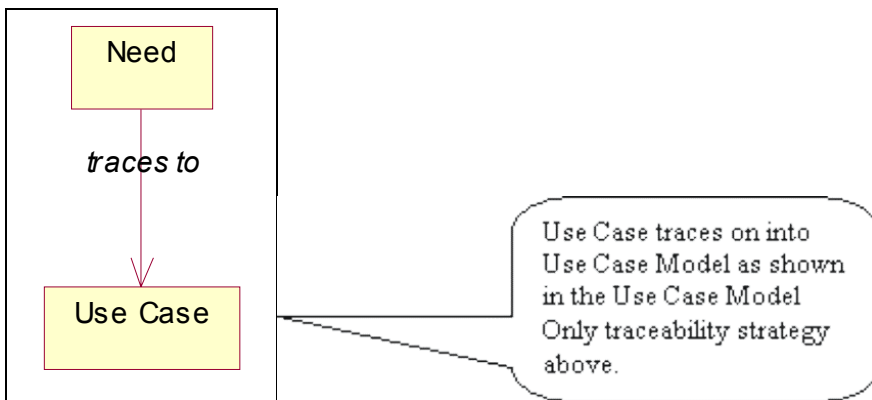 Need
traces to
Use Case
Use Case traces on into
Use Case Model as shown
in the Use Case Model
Only traceability strategy
above.